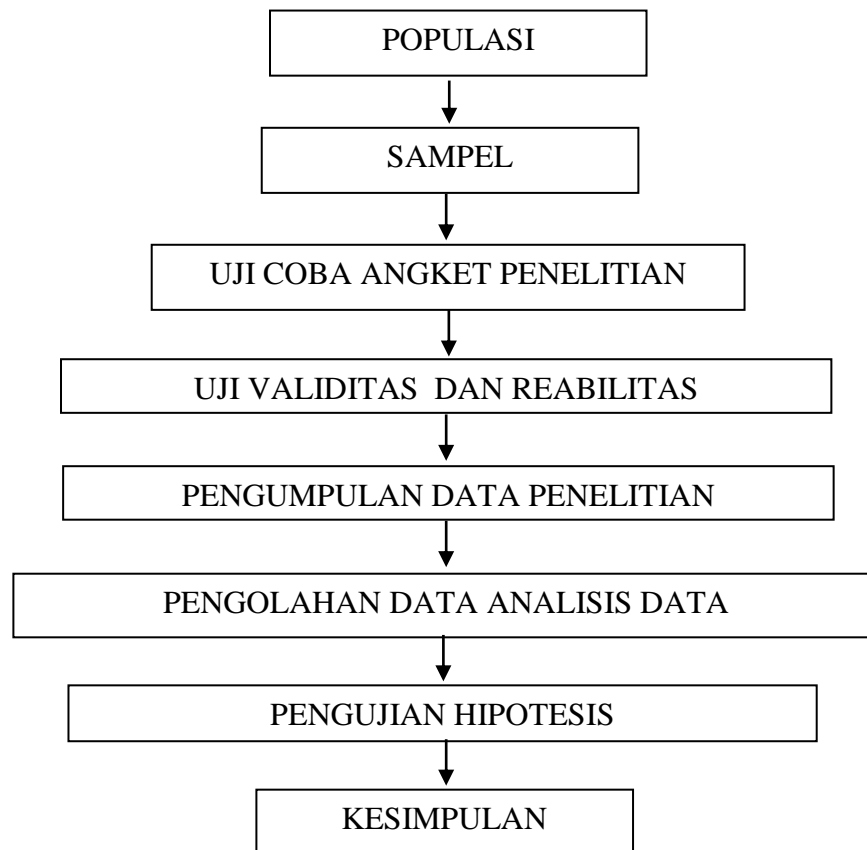 POPULASI
SAMPEL
UJI COBA ANGKET PENELITIAN
UJI VALIDITAS DAN REABILITAS
PENGUMPULAN DATA PENELITIAN
PENGOLAHAN DATA ANALISIS DATA
PENGUJIAN HIPOTESIS
KESIMPULAN